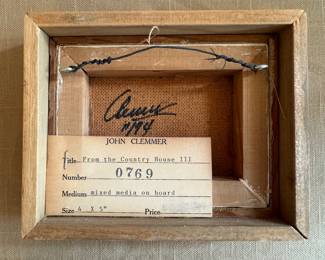 Clemmer
11/94
JOHN CLEMMER
Title From the Country House III
Number 0769
Medium mixed media on board
Size 4 X 5" Price